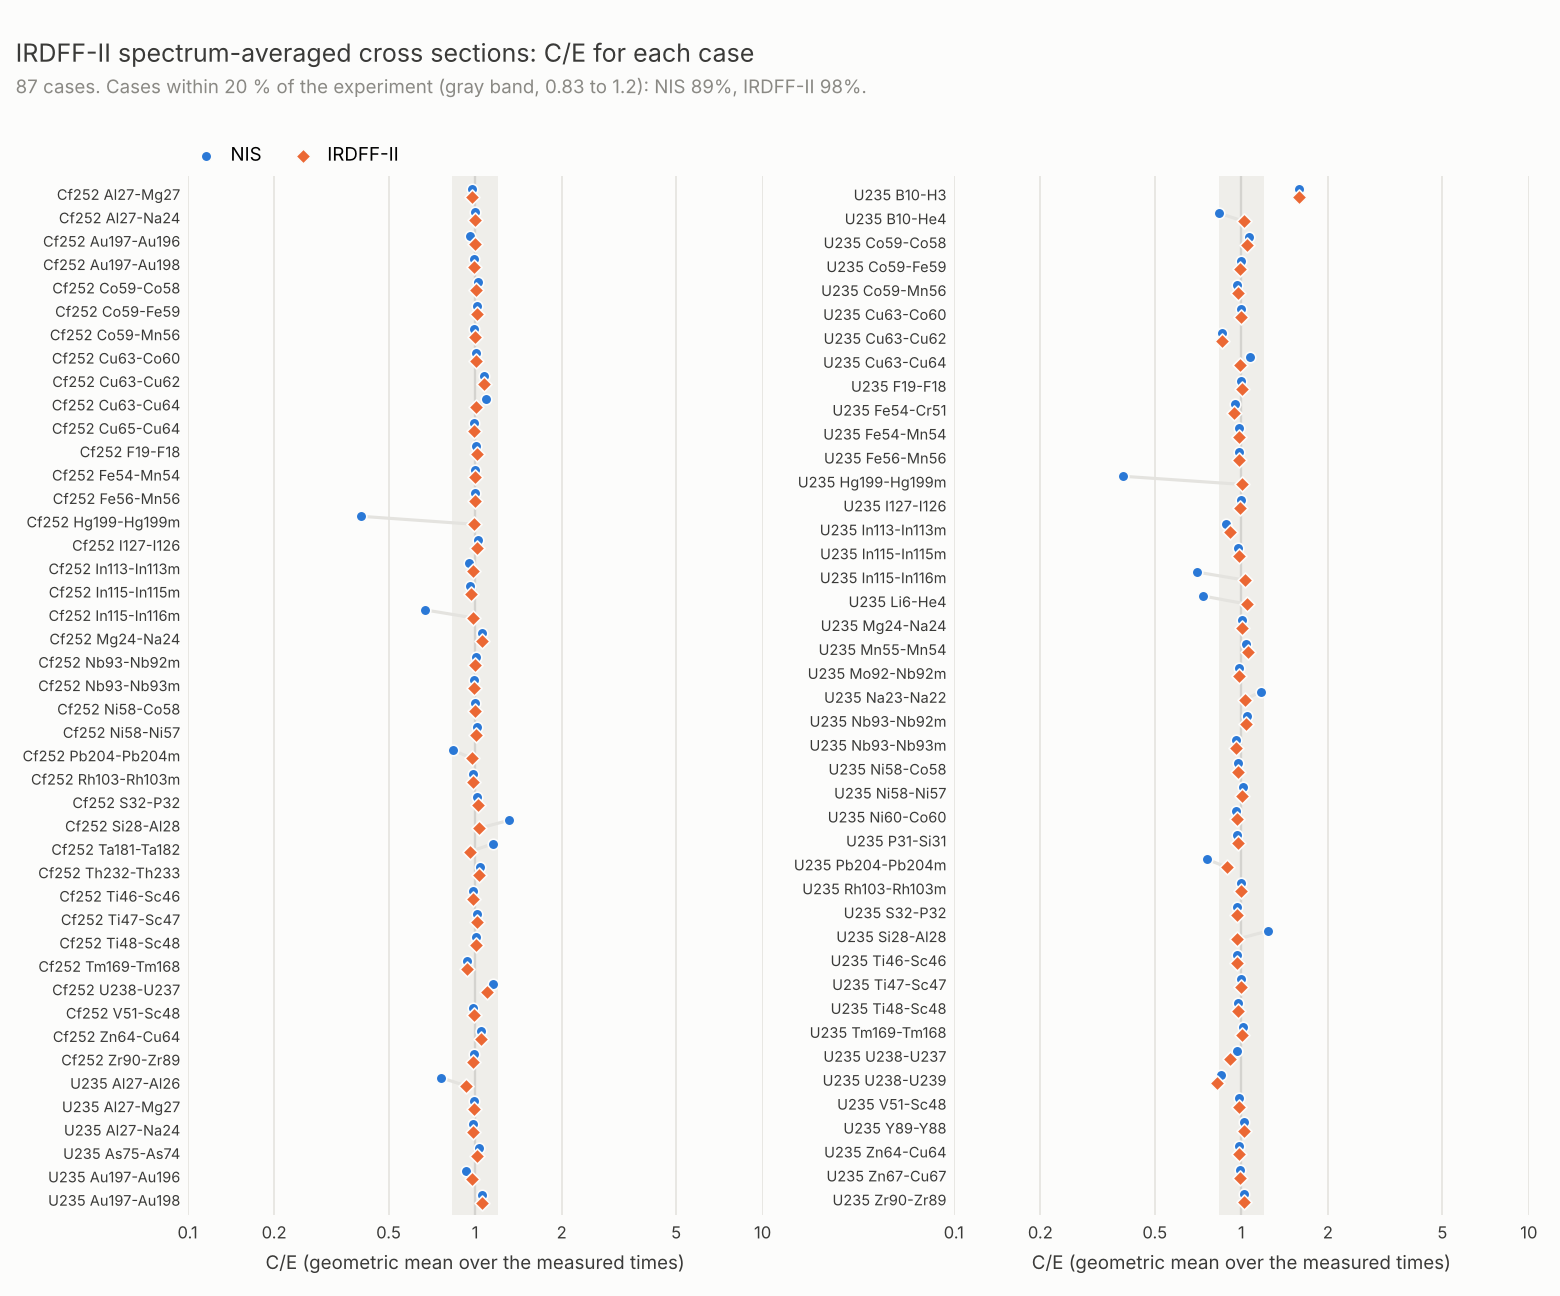 IRDFF-II spectrum-averaged cross sections: C/E for each case
87 cases. Cases within 20 % of the experiment (gray band, 0.83 to 1.2): NIS 89%, IRDFF-II 98%.
NIS IRDFF-II
Cf252 Al27-Mg27
Cf252 Al27-Na24
Cf252 Au197-Au196
Cf252 Au197-Au198
Cf252 Co59-Co58
Cf252 Co59-Fe59
Cf252 Co59-Mn56
Cf252 Cu63-Co60
Cf252 Cu63-Cu62
Cf252 Cu63-Cu64
Cf252 Cu65-Cu64
Cf252 F19-F18
Cf252 Fe54-Mn54
Cf252 Fe56-Mn56
Cf252 Hg199-Hg199m
Cf252 I127-I126
Cf252 In113-In113m
Cf252 In115-In115m
Cf252 In115-In116m
Cf252 Mg24-Na24
Cf252 Nb93-Nb92m
Cf252 Nb93-Nb93m
Cf252 Ni58-Co58
Cf252 Ni58-Ni57
Cf252 Pb204-Pb204m
Cf252 Rh103-Rh103m
Cf252 S32-P32
Cf252 Si28-Al28
Cf252 Ta181-Ta182
Cf252 Th232-Th233
Cf252 Ti46-Sc46
Cf252 Ti47-Sc47
Cf252 Ti48-Sc48
Cf252 Tm169-Tm168
Cf252 U238-U237
Cf252 V51-Sc48
Cf252 Zn64-Cu64
Cf252 Zr90-Zr89
U235 Al27-Al26
U235 Al27-Mg27
U235 Al27-Na24
U235 As75-As74
U235 Au197-Au196
U235 Au197-Au198
0.1 0.2 0.5 1 2 5 10
C/E (geometric mean over the measured times)
U235 B10-H3
U235 B10-He4
U235 Co59-Co58
U235 Co59-Fe59
U235 Co59-Mn56
U235 Cu63-Co60
U235 Cu63-Cu62
U235 Cu63-Cu64
U235 F19-F18
U235 Fe54-Cr51
U235 Fe54-Mn54
U235 Fe56-Mn56
U235 Hg199-Hg199m
U235 I127-I126
U235 In113-In113m
U235 In115-In115m
U235 In115-In116m
U235 Li6-He4
U235 Mg24-Na24
U235 Mn55-Mn54
U235 Mo92-Nb92m
U235 Na23-Na22
U235 Nb93-Nb92m
U235 Nb93-Nb93m
U235 Ni58-Co58
U235 Ni58-Ni57
U235 Ni60-Co60
U235 P31-Si31
U235 Pb204-Pb204m
U235 Rh103-Rh103m
U235 S32-P32
U235 Si28-Al28
U235 Ti46-Sc46
U235 Ti47-Sc47
U235 Ti48-Sc48
U235 Tm169-Tm168
U235 U238-U237
U235 U238-U239
U235 V51-Sc48
U235 Y89-Y88
U235 Zn64-Cu64
U235 Zn67-Cu67
U235 Zr90-Zr89
0.1 0.2 0.5 1 2 5 10
C/E (geometric mean over the measured times)